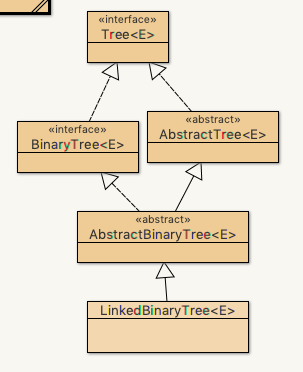 «interface»
Tree<E>
«interface»
BinaryTree<E>
«abstract»
AbstractTree<E>
«abstract»
AbstractBinaryTree<E>
LinkedBinaryTree<E>